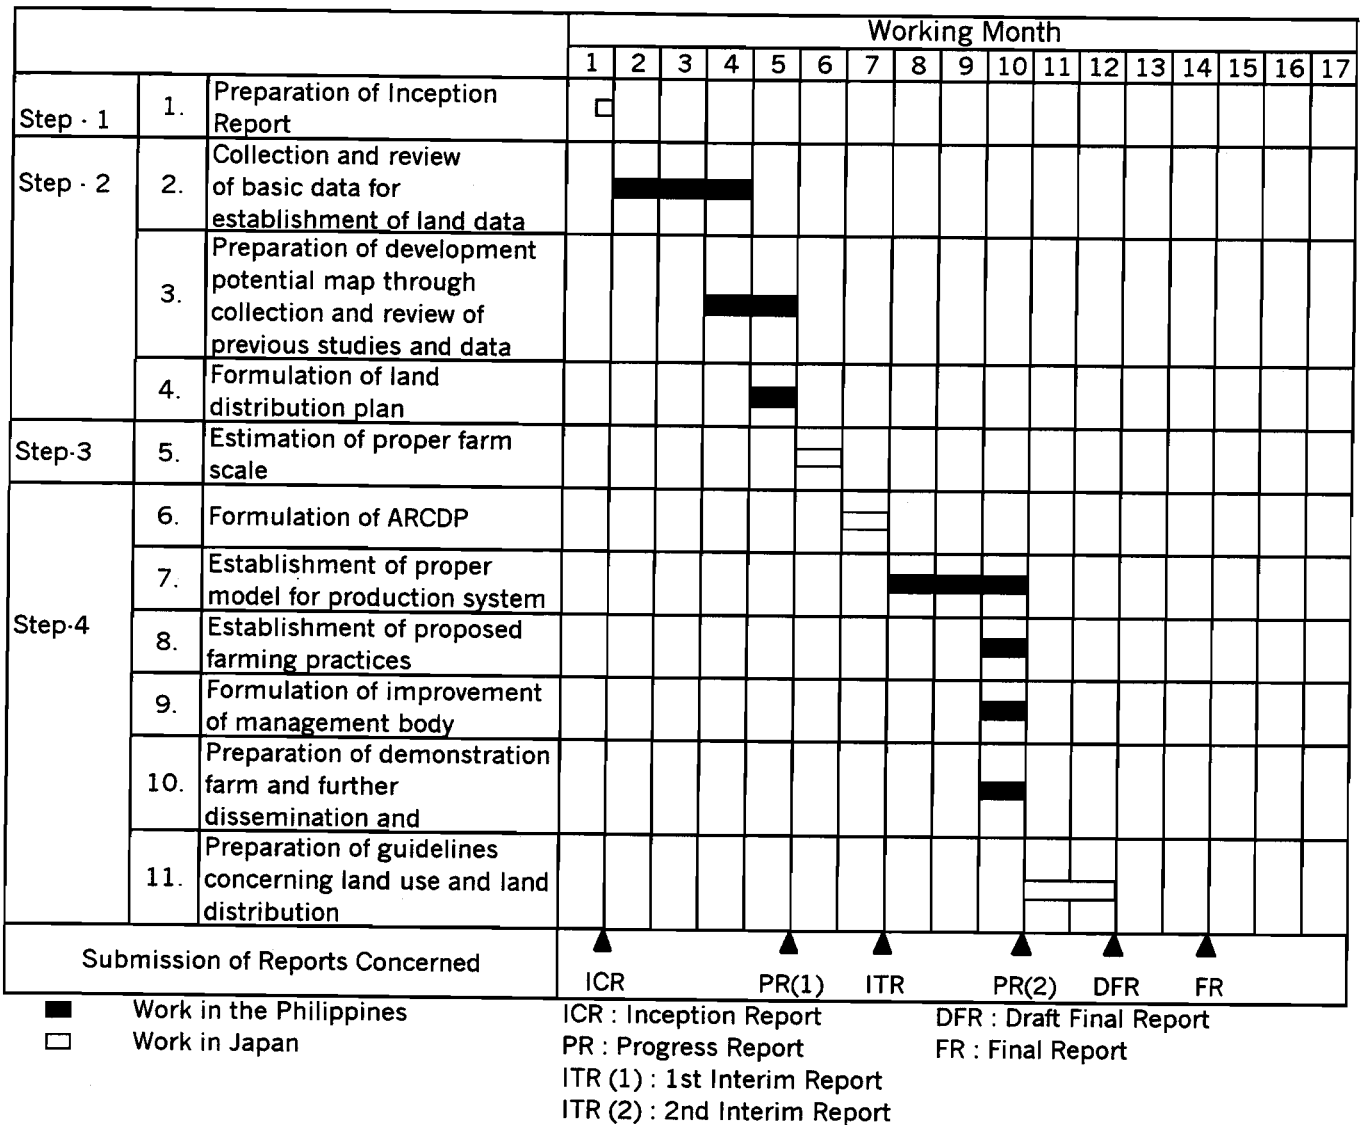 Working Month
1 2 3 4 5 6 7 8 9 10 11 12 13 14 15 16 17
Step · 1
1.
Preparation of Inception
Report
Step · 2
2.
Collection and review
of basic data for
establishment of land data
3.
Preparation of development
potential map through
collection and review of
previous studies and data
4.
Formulation of land
distribution plan
Step·3
5.
Estimation of proper farm
scale
Step·4
6.
Formulation of ARCDP
7.
Establishment of proper
model for production system
8.
Establishment of proposed
farming practices
9.
Formulation of improvement
of management body
10.
Preparation of demonstration
farm and further
dissemination and
11.
Preparation of guidelines
concerning land use and land
distribution
Submission of Reports Concerned
ICR PR(1) ITR PR(2) DFR FR
Work in the Philippines
Work in Japan
ICR : Inception Report
PR : Progress Report
ITR (1) : 1st Interim Report
ITR (2) : 2nd Interim Report
DFR : Draft Final Report
FR : Final Report